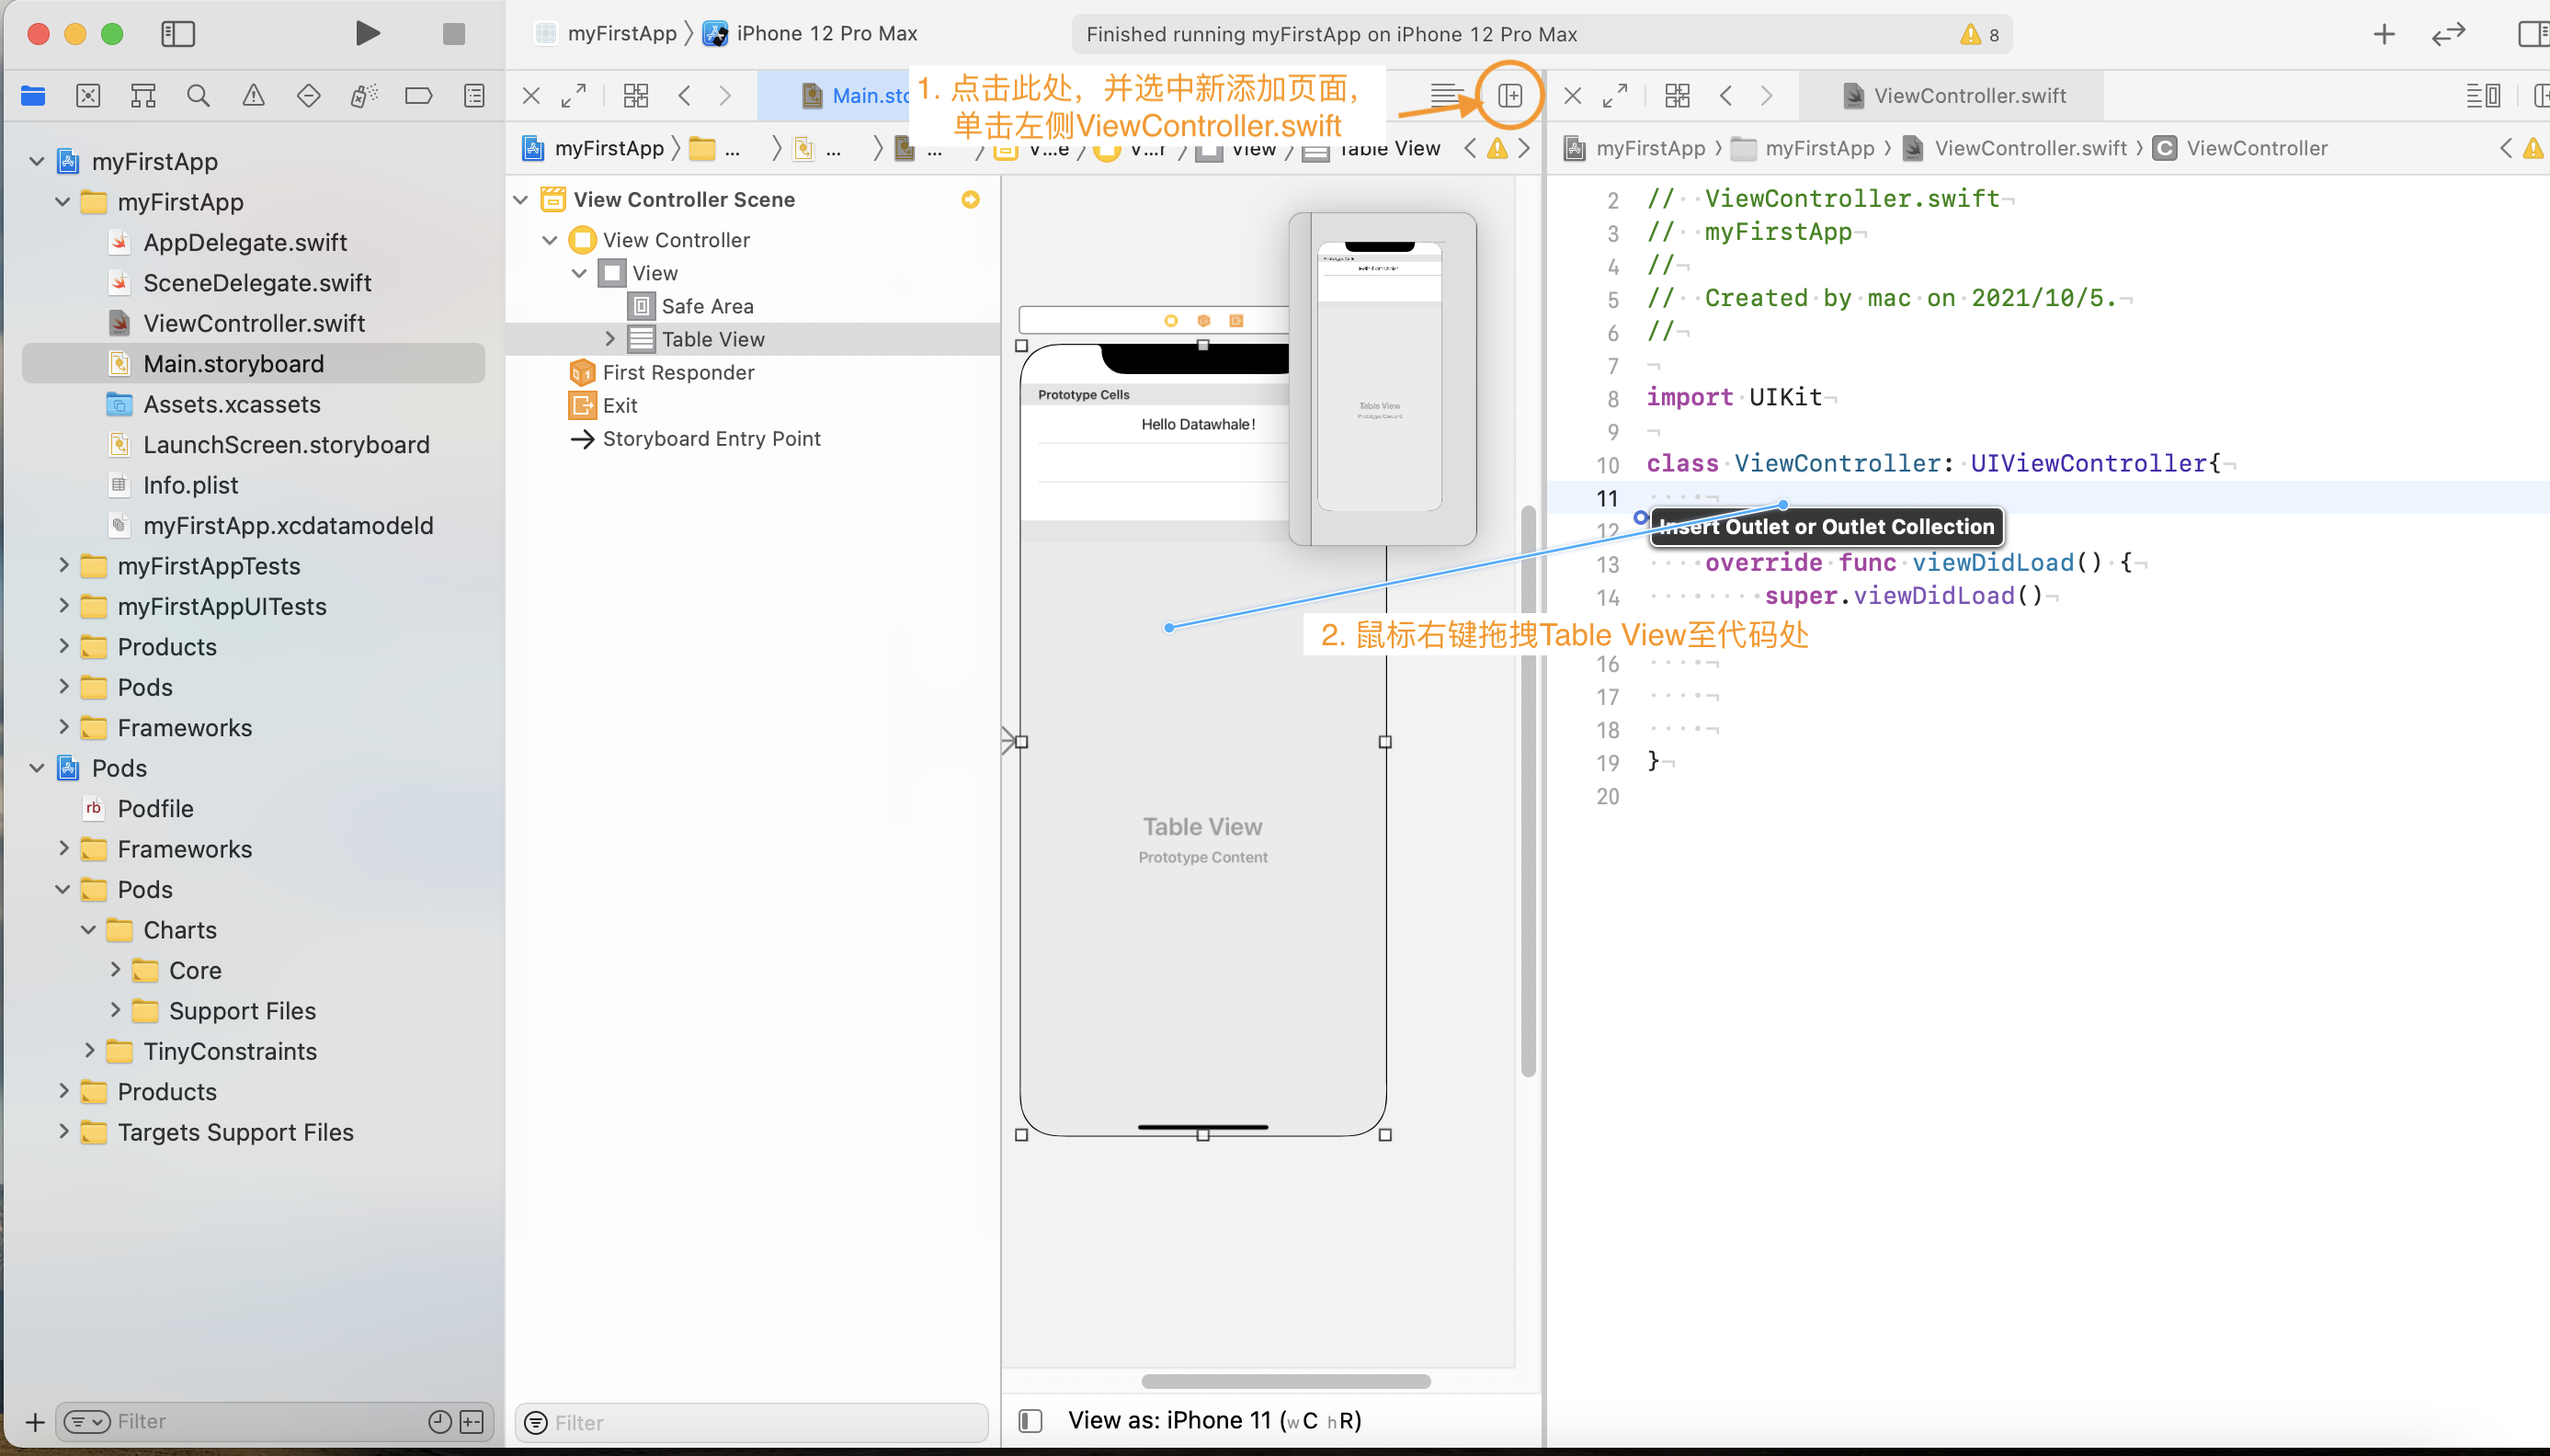 myFirstApp
iPhone 12 Pro Max
Finished running myFirstApp on iPhone 12 Pro Max
8
1. 点击此处，并选中新添加页面，
单击左侧ViewController.swift
ViewController.swift
myFirstApp
...
...
...
V...r
View
Table View
myFirstApp
myFirstApp
ViewController.swift
C
ViewController
myFirstApp
myFirstApp
AppDelegate.swift
SceneDelegate.swift
ViewController.swift
Main.storyboard
Assets.xcassets
LaunchScreen.storyboard
Info.plist
myFirstApp.xcdatamodeld
myFirstAppTests
myFirstAppUITests
Products
Pods
Frameworks
Pods
rb
Podfile
Frameworks
Pods
Charts
Core
Support Files
TinyConstraints
Products
Targets Support Files
Filter
View Controller Scene
View Controller
View
Safe Area
Table View
First Responder
Exit
Storyboard Entry Point
Filter
Prototype Cells
Hello Datawhale!
Table View
Prototype Content
Table View
Prototype Content
View as: iPhone 11 (wC hR)
2 // ViewController.swift
3 // myFirstApp
4 //
5 // Created by mac on 2021/10/5.
6 //
7
8 import UIKit
9
10 class ViewController: UIViewController{
11
12
Insert Outlet or Outlet Collection
13 override func viewDidLoad() {
14 super.viewDidLoad()
2. 鼠标右键拖拽Table View至代码处
16
17
18
19 }
20